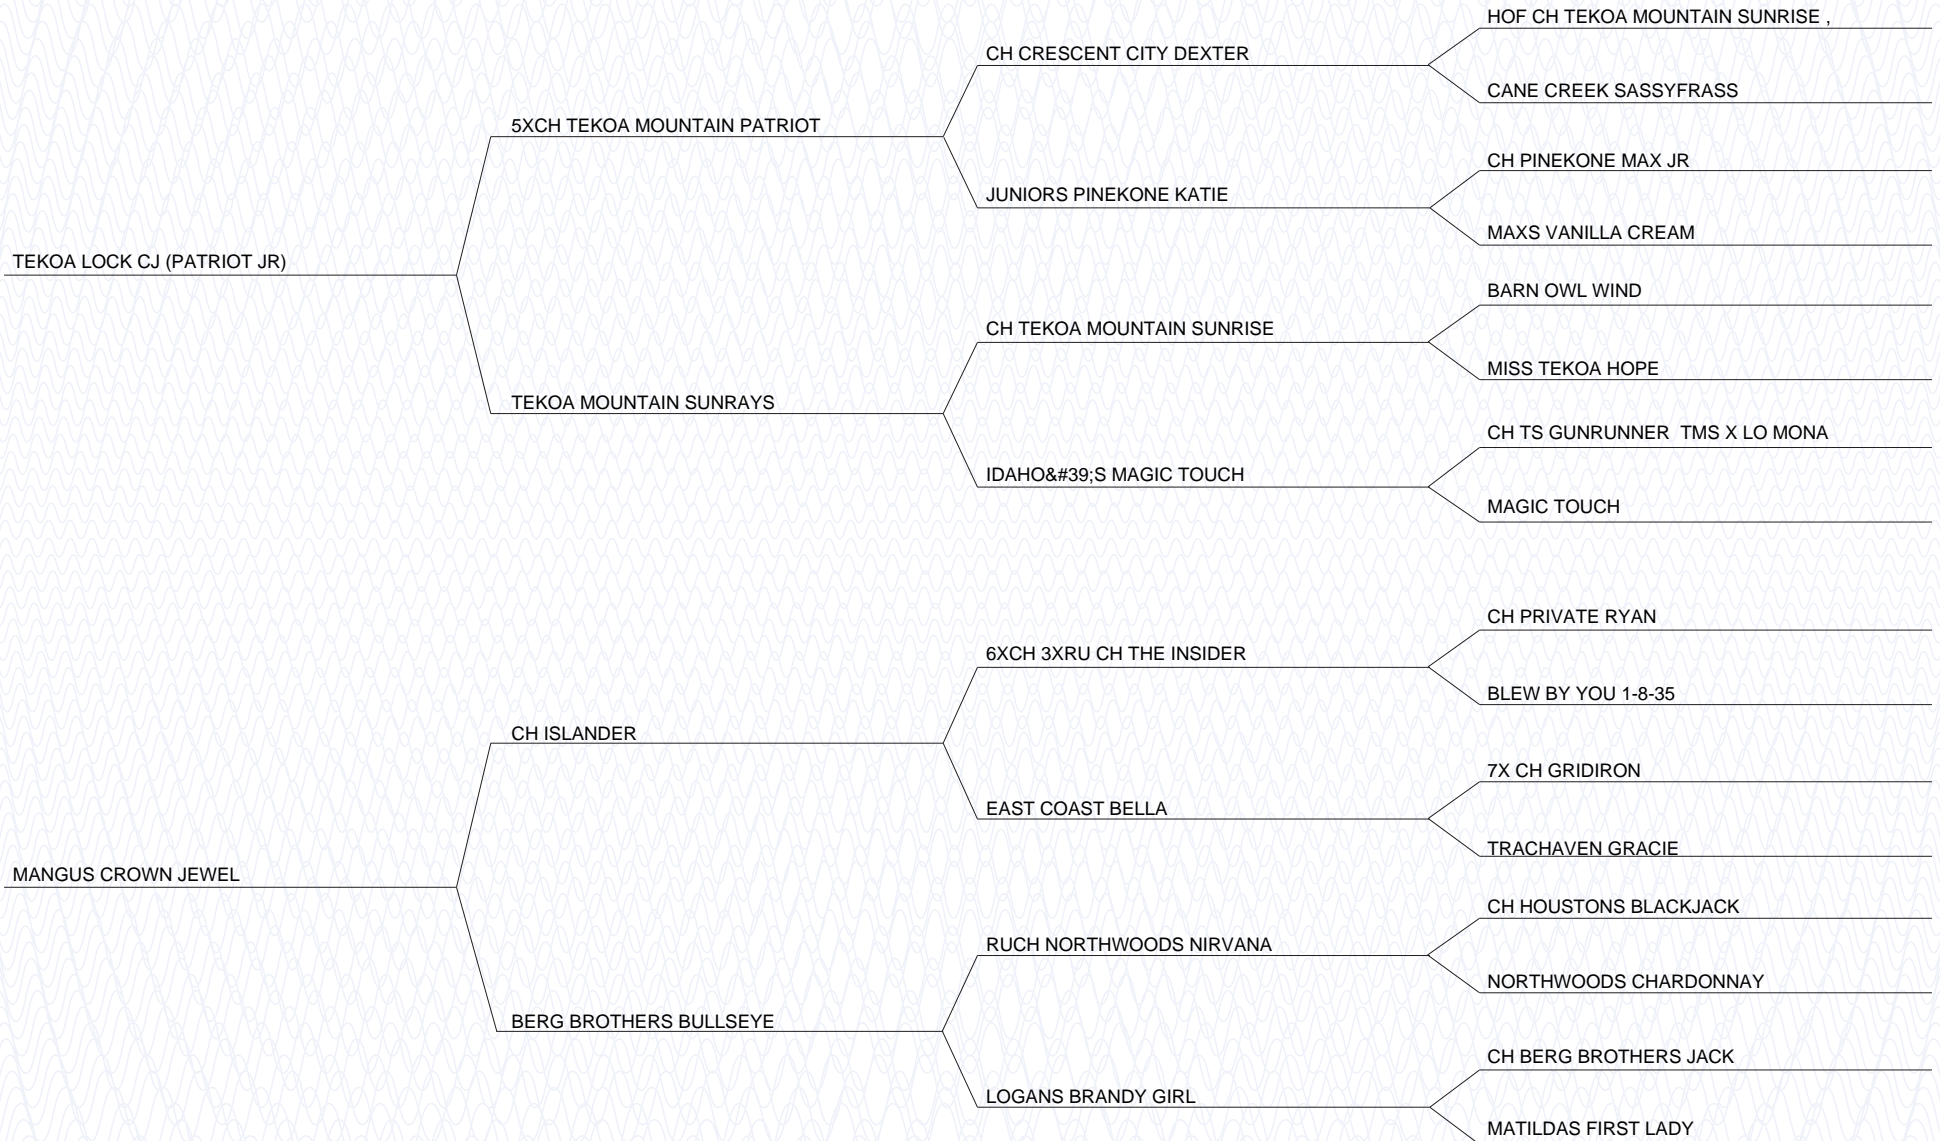 HOF CH TEKOA MOUNTAIN SUNRISE ,
CH CRESCENT CITY DEXTER
CANE CREEK SASSYFRASS
5XCH TEKOA MOUNTAIN PATRIOT
CH PINEKONE MAX JR
JUNIORS PINEKONE KATIE
MAXS VANILLA CREAM
TEKOA LOCK CJ (PATRIOT JR)
BARN OWL WIND
CH TEKOA MOUNTAIN SUNRISE
MISS TEKOA HOPE
TEKOA MOUNTAIN SUNRAYS
CH TS GUNRUNNER  TMS X LO MONA
IDAHO&#39;S MAGIC TOUCH
MAGIC TOUCH
CH PRIVATE RYAN
6XCH 3XRU CH THE INSIDER
BLEW BY YOU 1-8-35
CH ISLANDER
7X CH GRIDIRON
EAST COAST BELLA
TRACHAVEN GRACIE
MANGUS CROWN JEWEL
CH HOUSTONS BLACKJACK
RUCH NORTHWOODS NIRVANA
NORTHWOODS CHARDONNAY
BERG BROTHERS BULLSEYE
CH BERG BROTHERS JACK
LOGANS BRANDY GIRL
MATILDAS FIRST LADY